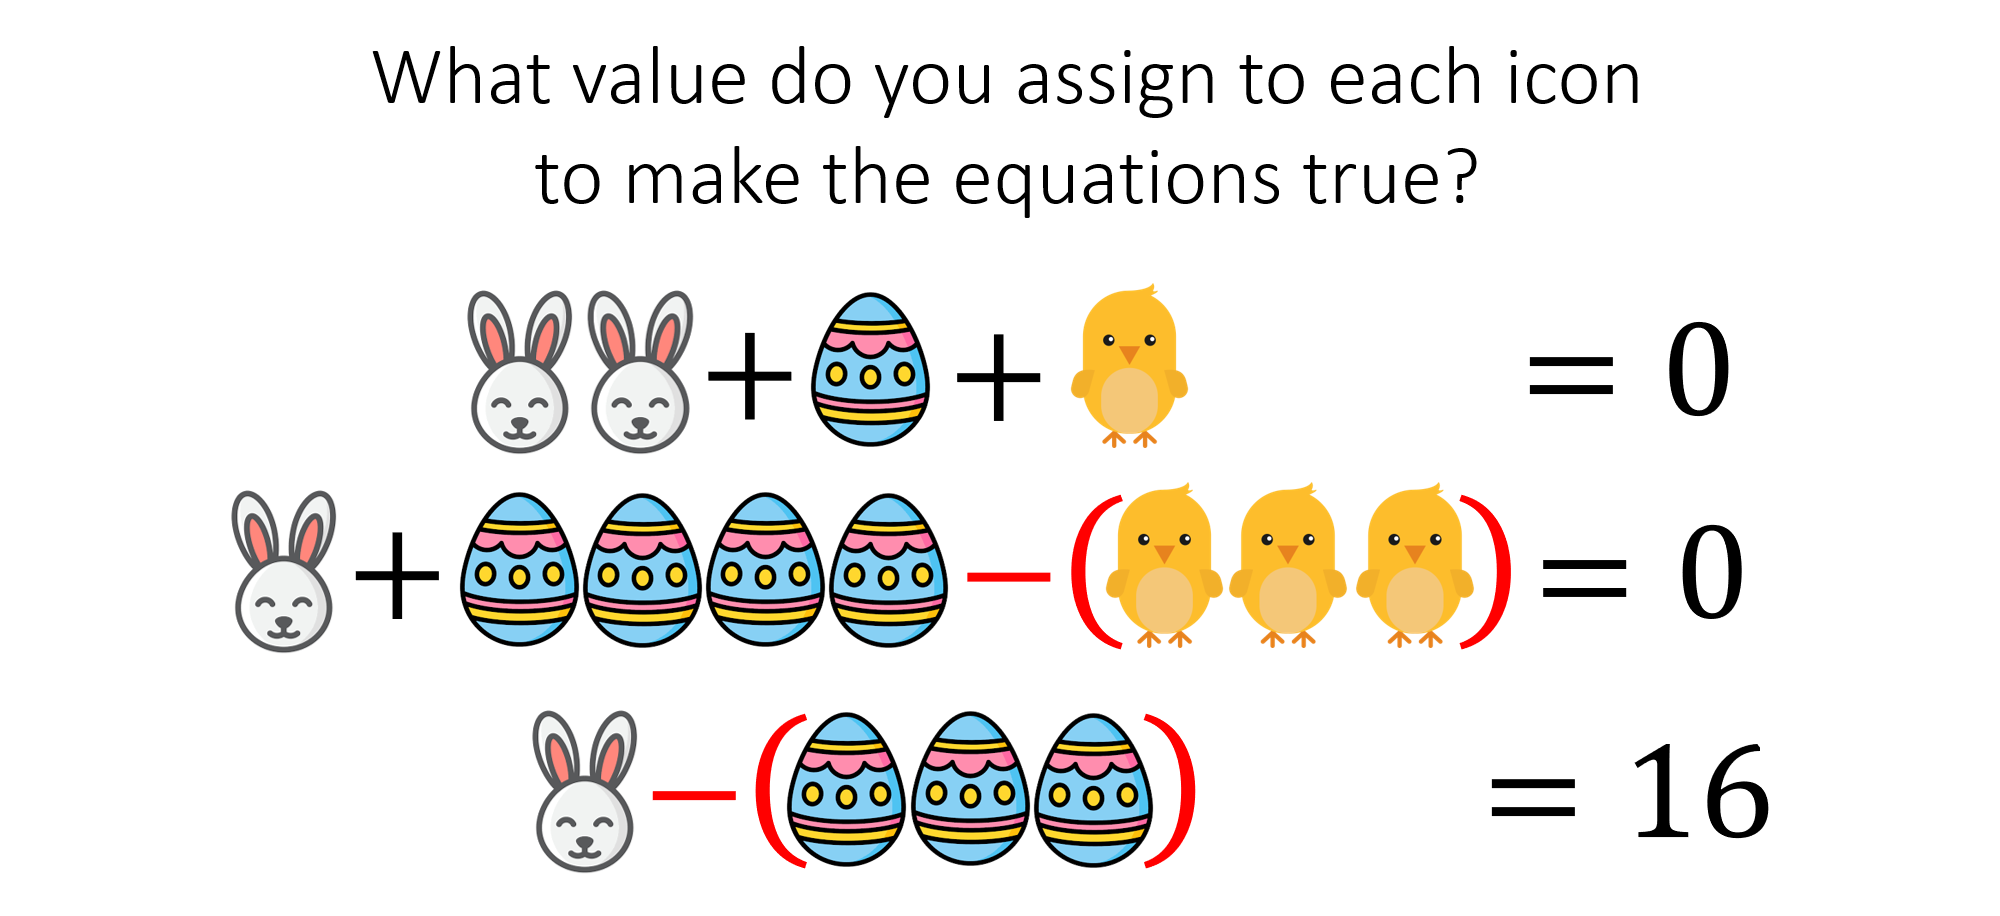 What value do you assign to each icon
to make the equations true?
+ + = 0
+ − ( ) = 0
− ( ) = 16